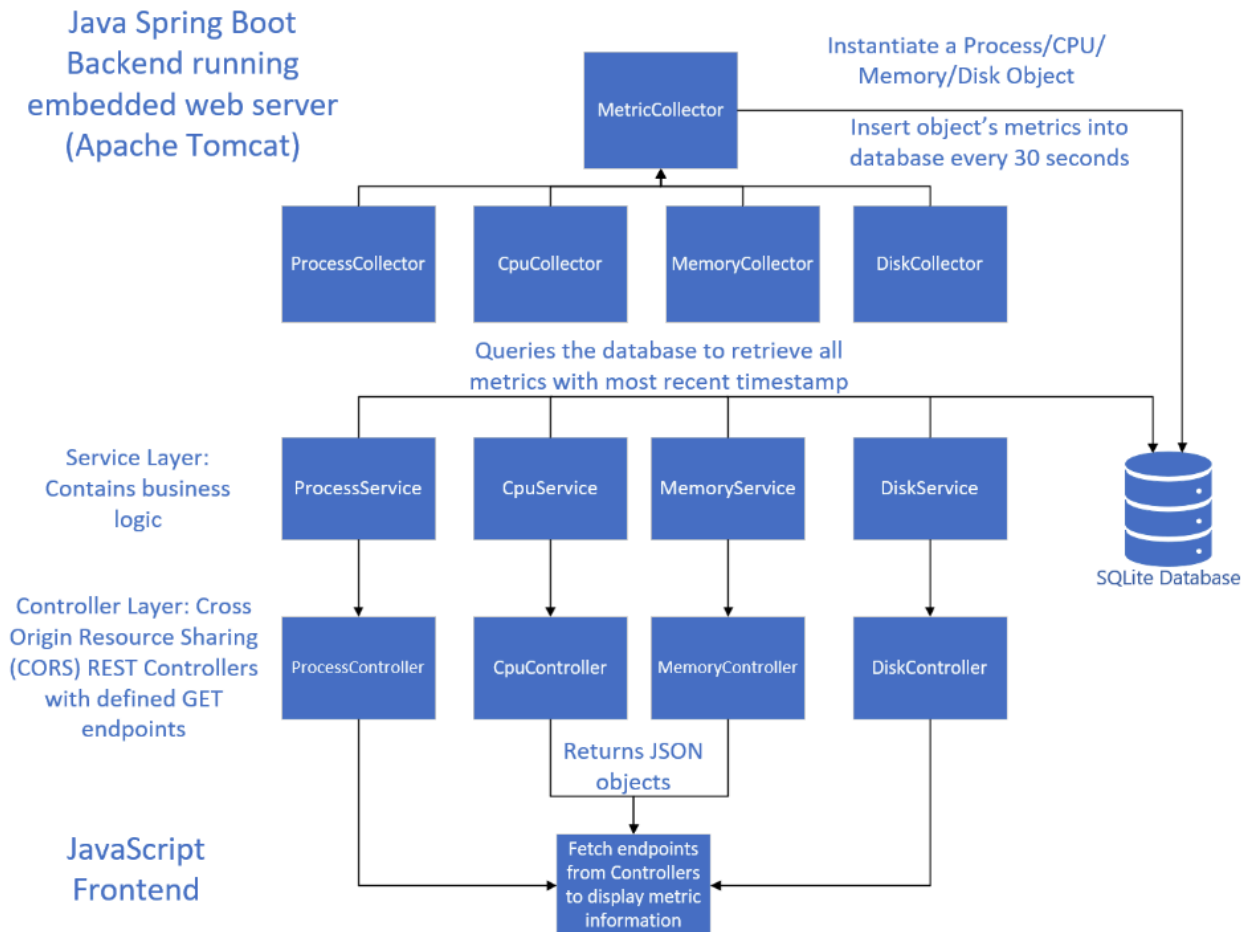 Java Spring Boot
Backend running
embedded web server
(Apache Tomcat)
Instantiate a Process/CPU/
Memory/Disk Object
MetricCollector
Insert object's metrics into
database every 30 seconds
ProcessCollector
CpuCollector
MemoryCollector
DiskCollector
Queries the database to retrieve all
metrics with most recent timestamp
Service Layer:
Contains business
logic
ProcessService
CpuService
MemoryService
DiskService
SQLite Database
Controller Layer: Cross
Origin Resource Sharing
(CORS) REST Controllers
with defined GET
endpoints
ProcessController
CpuController
MemoryController
DiskController
Returns JSON
objects
JavaScript
Frontend
Fetch endpoints
from Controllers
to display metric
information